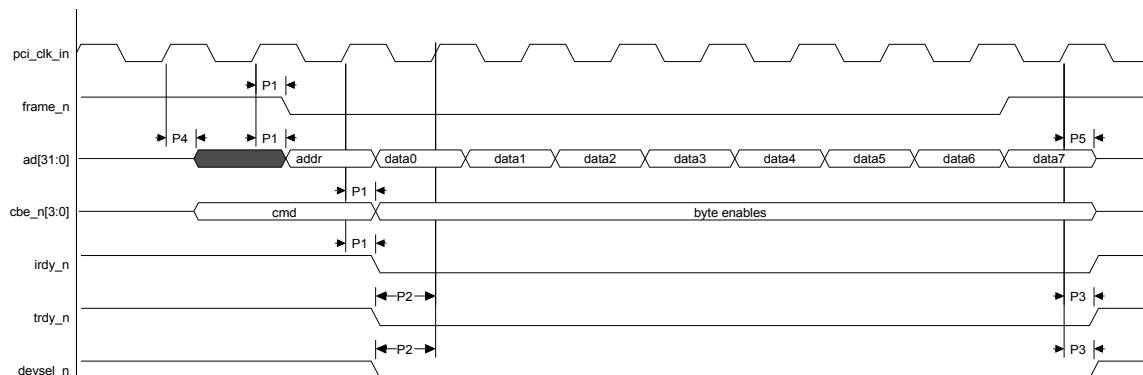 pci_clk_in
P1
frame_n
P4 P1 P5
ad[31:0] addr data0 data1 data2 data3 data4 data5 data6 data7
P1
cbe_n[3:0] cmd byte enables
P1
irdy_n
P2 P3
trdy_n
P2 P3
devsel_n